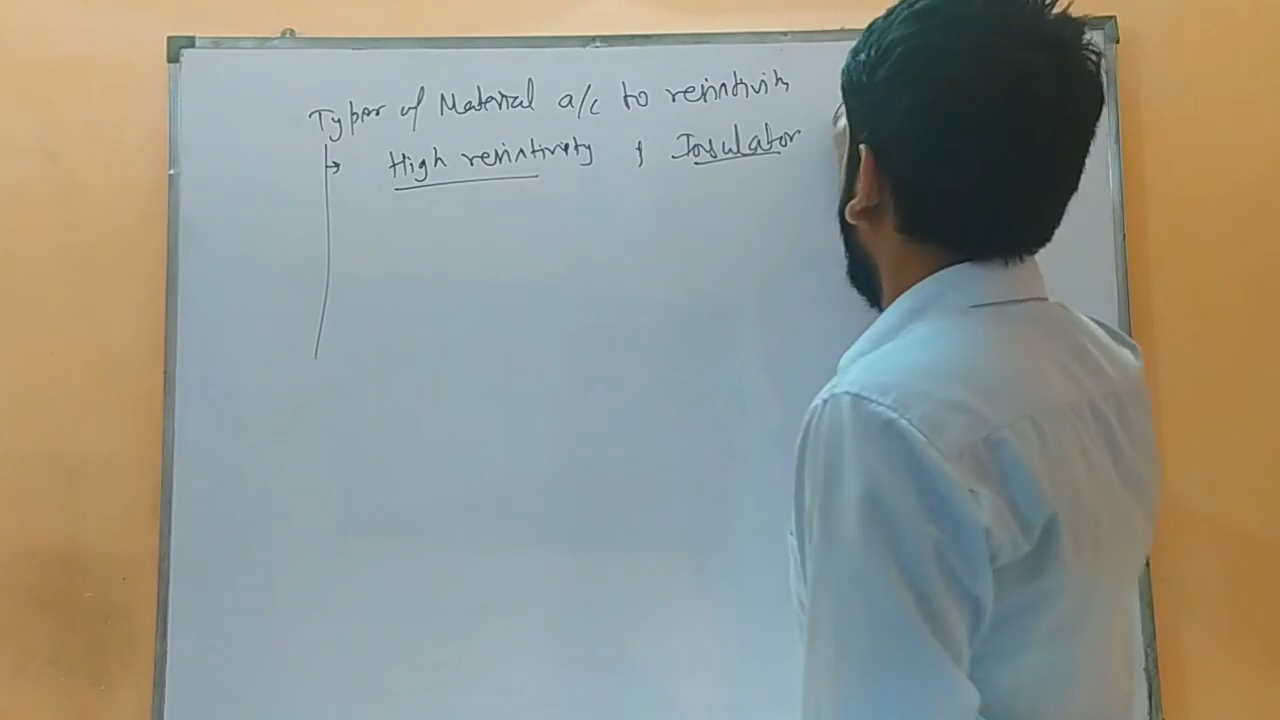 Types of Material a/c to resistivity
High resistivity , Insulator